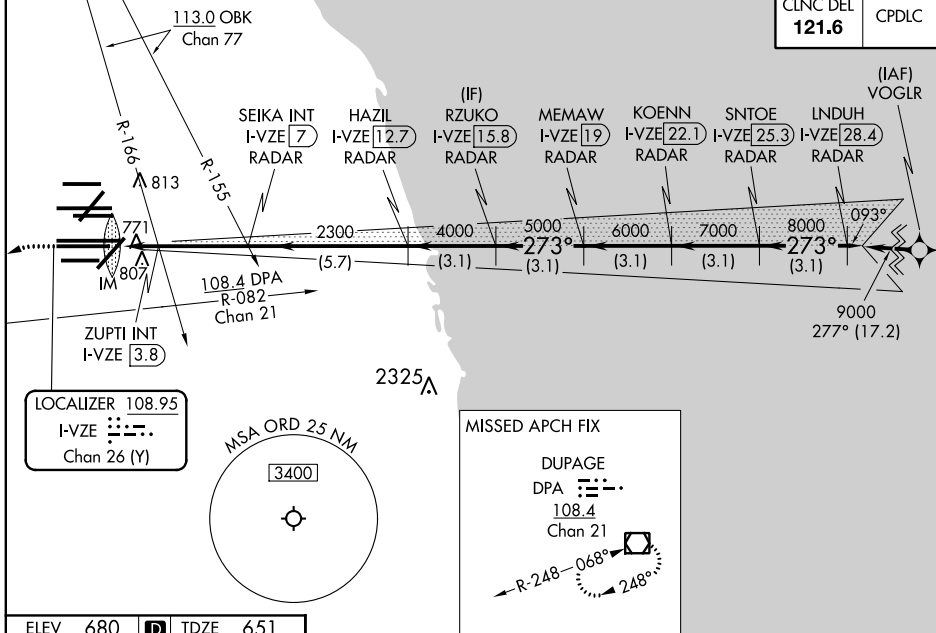 113.0 OBK
Chan 77
CLNC DEL
121.6
CPDLC
(IAF)
VOGLR
SEIKA INT
I-VZE 7
RADAR
HAZIL
I-VZE 12.7
RADAR
(IF)
RZUKO
I-VZE 15.8
RADAR
MEMAW
I-VZE 19
RADAR
KOENN
I-VZE 22.1
RADAR
SNTOE
I-VZE 25.3
RADAR
LNDUH
I-VZE 28.4
RADAR
R-166
R-155
813
771
807
IM
2300
4000
5000
6000
7000
8000
093°
273°
273°
(5.7)
(3.1)
(3.1)
(3.1)
(3.1)
(3.1)
9000
277° (17.2)
108.4 DPA
R-082
Chan 21
ZUPTI INT
I-VZE 3.8
2325
LOCALIZER 108.95
I-VZE
Chan 26 (Y)
MSA ORD 25 NM
3400
MISSED APCH FIX
DUPAGE
DPA
108.4
Chan 21
R-248
068°
248°
ELEV 680 D TDZE 651